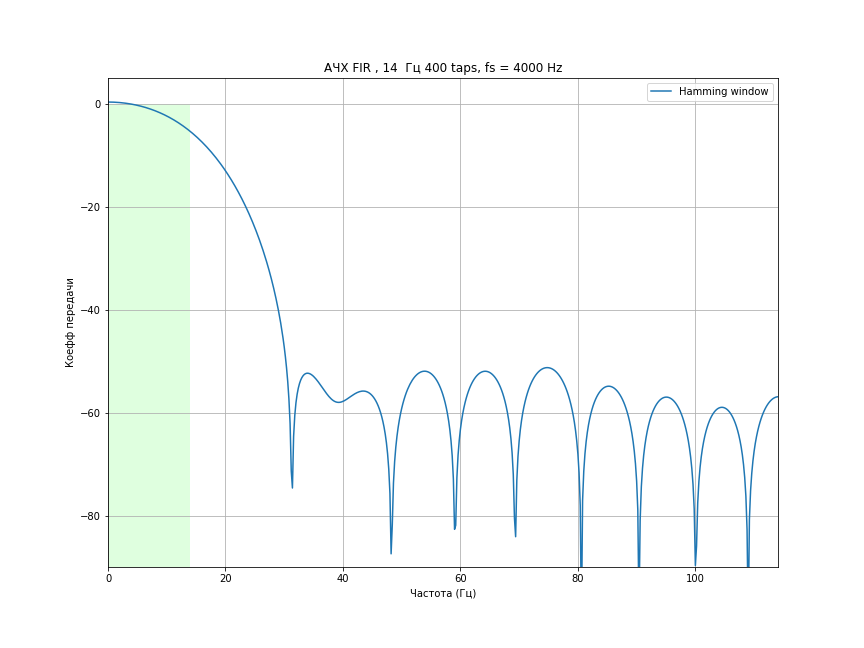 АЧХ FIR , 14  Гц 400 taps, fs = 4000 Hz
Hamming window
Коефф передачи
0
−20
−40
−60
−80
0 20 40 60 80 100
Частота (Гц)